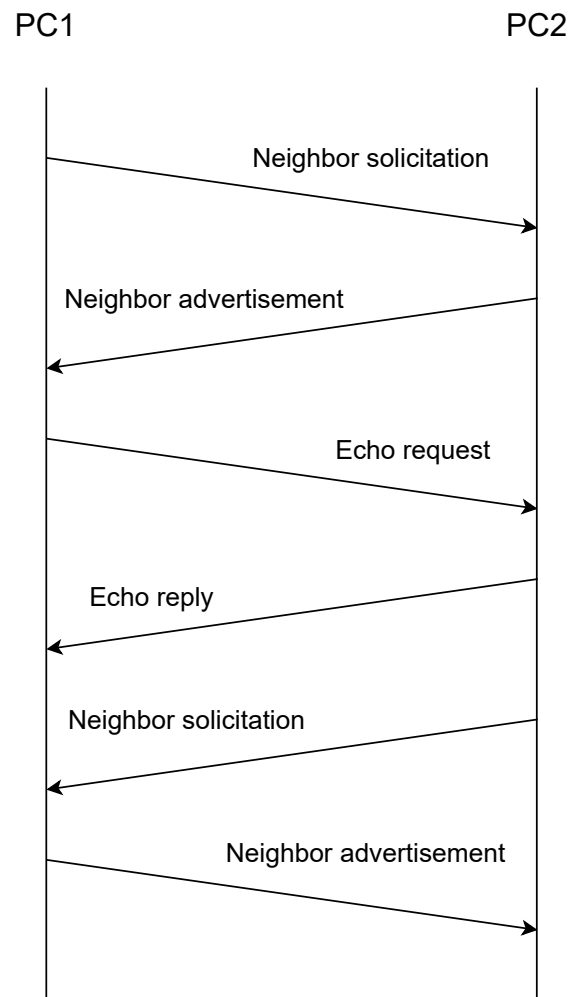 PC1
PC2
Neighbor solicitation
Neighbor advertisement
Echo request
Echo reply
Neighbor solicitation
Neighbor advertisement